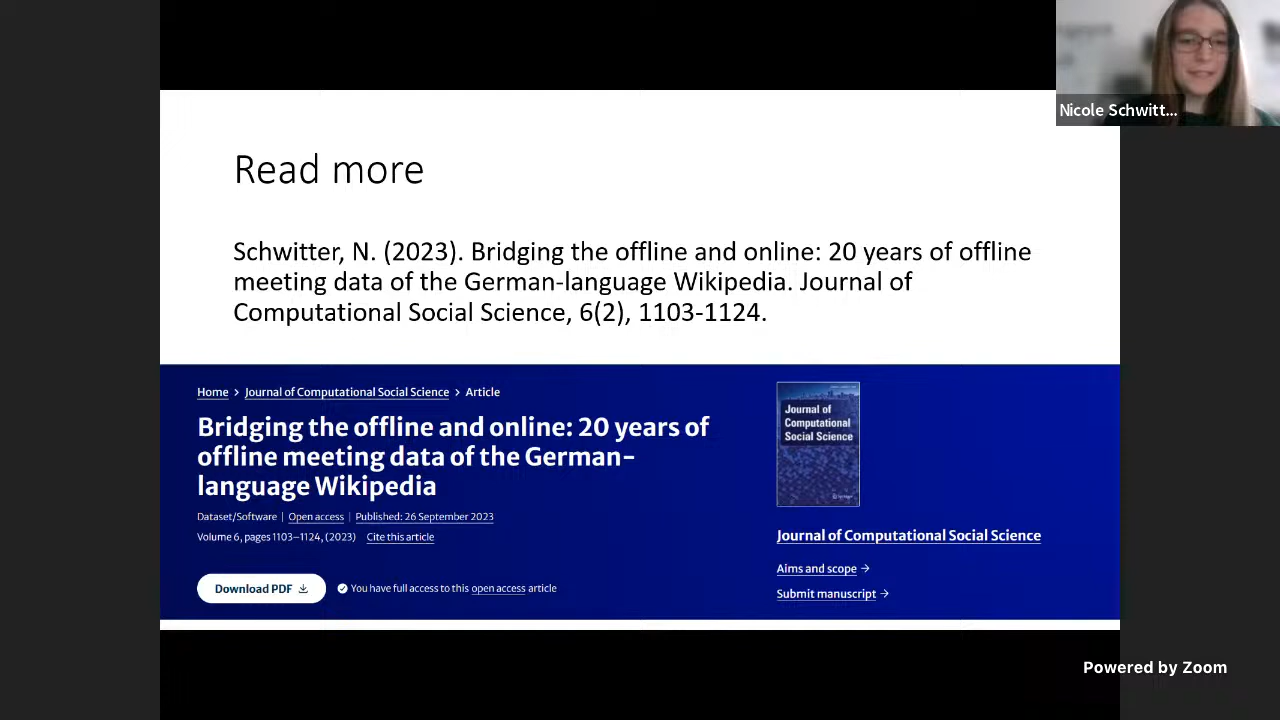 Nicole Schwitt...
Read more
Schwitter, N. (2023). Bridging the offline and online: 20 years of offline
meeting data of the German-language Wikipedia. Journal of
Computational Social Science, 6(2), 1103-1124.
Home > Journal of Computational Social Science > Article
Bridging the offline and online: 20 years of
offline meeting data of the German-
language Wikipedia
Dataset/Software | Open access | Published: 26 September 2023
Volume 6, pages 1103–1124, (2023) Cite this article
Download PDF
You have full access to this open access article
Journal of
Computational
Social Science
Journal of Computational Social Science
Aims and scope →
Submit manuscript →
Powered by Zoom